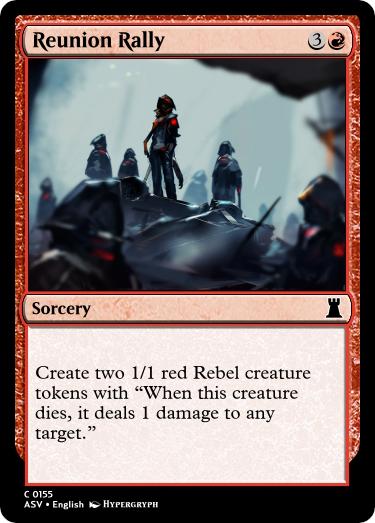 Reunion Rally 3
Sorcery
Create two 1/1 red Rebel creature
tokens with “When this creature
dies, it deals 1 damage to any
target.”
C 0155
ASV • English HYPERGRYPH